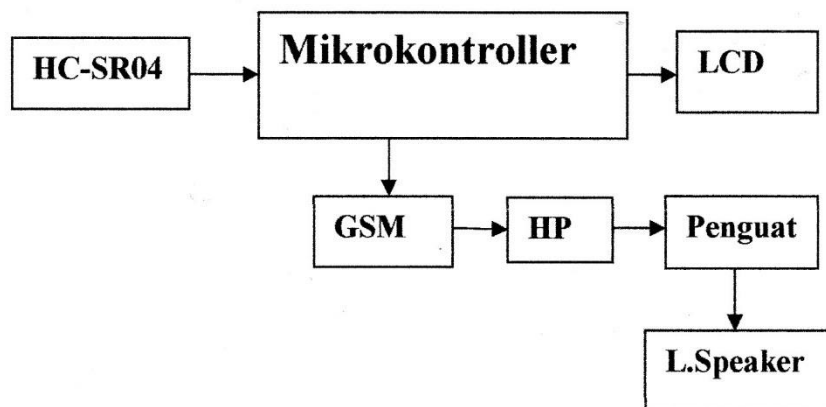 HC-SR04
Mikrokontroller
LCD
GSM
HP
Penguat
L.Speaker